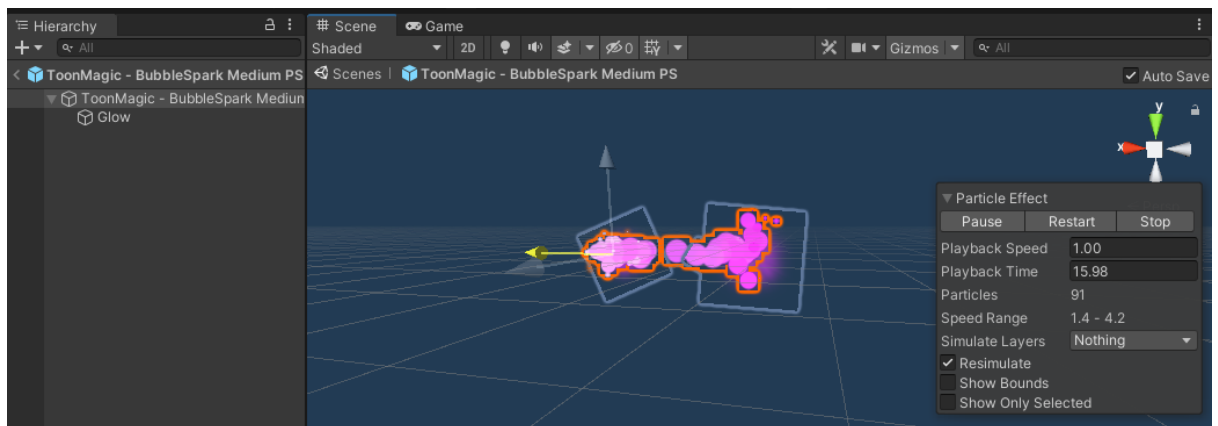 Hierarchy
All
ToonMagic - BubbleSpark Medium PS
ToonMagic - BubbleSpark Mediun
Glow
Scene Game
Shaded 2D 0 Gizmos All
Scenes ToonMagic - BubbleSpark Medium PS Auto Save
y
x
Particle Effect
Pause Restart Stop
Playback Speed 1.00
Playback Time 15.98
Particles 91
Speed Range 1.4 - 4.2
Simulate Layers Nothing
Resimulate
Show Bounds
Show Only Selected